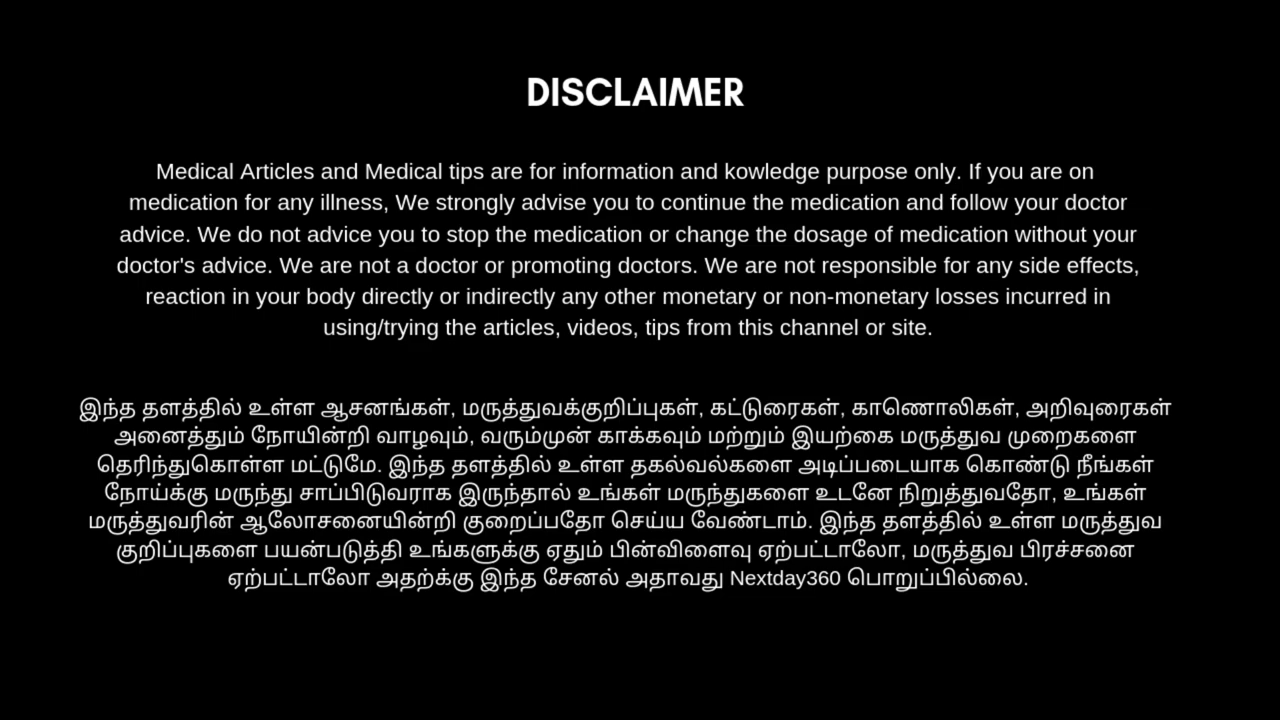 DISCLAIMER
Medical Articles and Medical tips are for information and kowledge purpose only. If you are on
medication for any illness, We strongly advise you to continue the medication and follow your doctor
advice. We do not advice you to stop the medication or change the dosage of medication without your
doctor's advice. We are not a doctor or promoting doctors. We are not responsible for any side effects,
reaction in your body directly or indirectly any other monetary or non-monetary losses incurred in
using/trying the articles, videos, tips from this channel or site.
இந்த தளத்தில் உள்ள ஆசனங்கள், மருத்துவக்குறிப்புகள், கட்டுரைகள், காணொலிகள், அறிவுரைகள்
அனைத்தும் நோயின்றி வாழவும், வரும்முன் காக்கவும் மற்றும் இயற்கை மருத்துவ முறைகளை
தெரிந்துகொள்ள மட்டுமே. இந்த தளத்தில் உள்ள தகல்வல்களை அடிப்படையாக கொண்டு நீங்கள்
நோய்க்கு மருந்து சாப்பிடுவராக இருந்தால் உங்கள் மருந்துகளை உடனே நிறுத்துவதோ, உங்கள்
மருத்துவரின் ஆலோசனையின்றி குறைப்பதோ செய்ய வேண்டாம். இந்த தளத்தில் உள்ள மருத்துவ
குறிப்புகளை பயன்படுத்தி உங்களுக்கு ஏதும் பின்விளைவு ஏற்பட்டாலோ, மருத்துவ பிரச்சனை
ஏற்பட்டாலோ அதற்க்கு இந்த சேனல் அதாவது Nextday360 பொறுப்பில்லை.